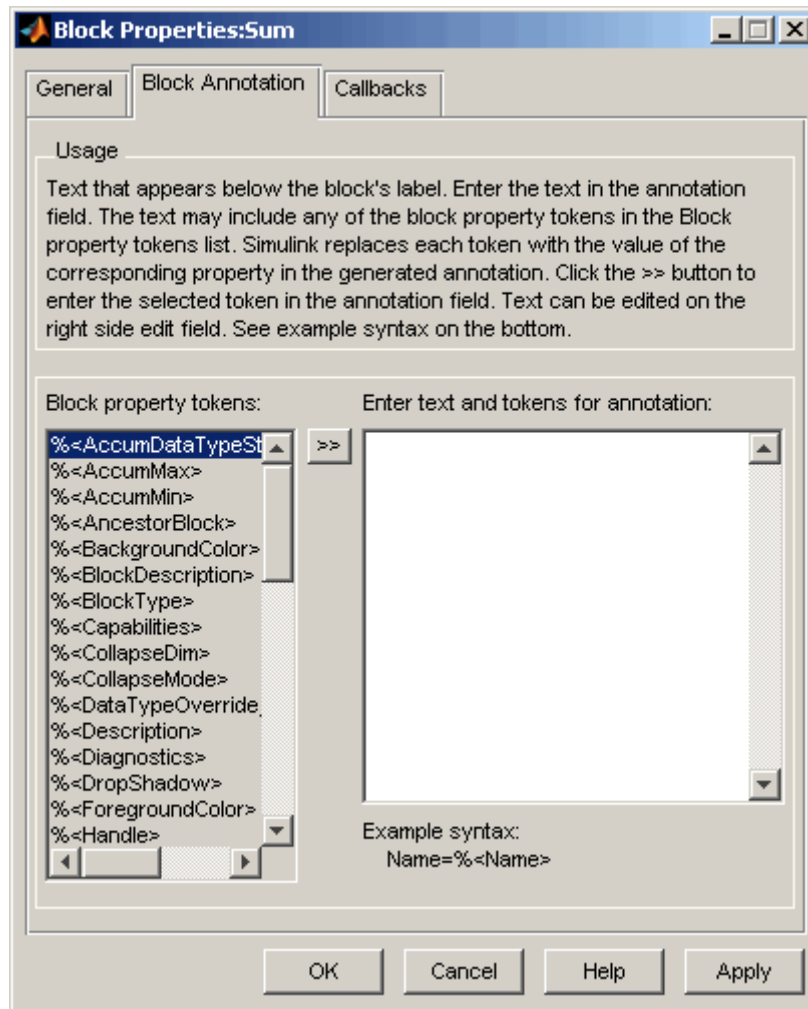 Block Properties:Sum
General
Block Annotation
Callbacks
Usage
Text that appears below the block's label. Enter the text in the annotation
field. The text may include any of the block property tokens in the Block
property tokens list. Simulink replaces each token with the value of the
corresponding property in the generated annotation. Click the >> button to
enter the selected token in the annotation field. Text can be edited on the
right side edit field. See example syntax on the bottom.
Block property tokens:
%<AccumDataTypeSt
%<AccumMax>
%<AccumMin>
%<AncestorBlock>
%<BackgroundColor>
%<BlockDescription>
%<BlockType>
%<Capabilities>
%<CollapseDim>
%<CollapseMode>
%<DataTypeOverride_
%<Description>
%<Diagnostics>
%<DropShadow>
%<ForegroundColor>
%<Handle>
>>
Enter text and tokens for annotation:
Example syntax:
Name=%<Name>
OK
Cancel
Help
Apply